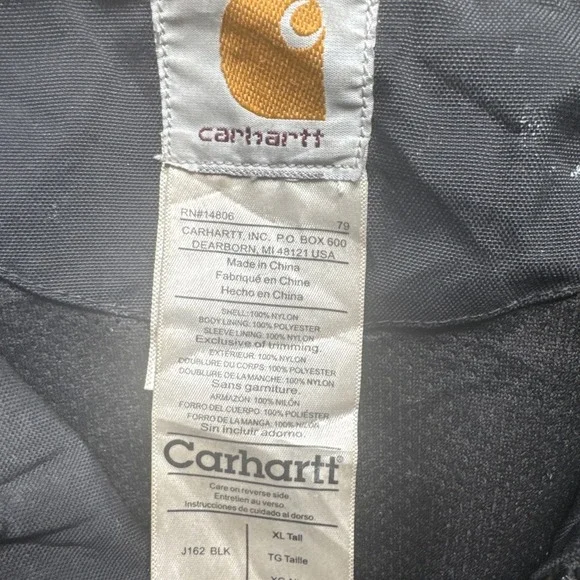 carhartt
RN#14806 79
CARHARTT, INC. P.O. BOX 600
DEARBORN, MI 48121 USA
Made in China
Fabriqué en Chine
Hecho en China
SHELL: 100% NYLON
BODY LINING: 100% POLYESTER
SLEEVE LINING: 100% NYLON
Exclusive of trimming.
EXTÉRIEUR: 100% NYLON
DOUBLURE DU CORPS: 100% POLYESTER
DOUBLURE DE LA MANCHE: 100% NYLON
Sans garniture.
ARMAZÓN: 100% NILÓN
FORRO DEL CUERPO: 100% POLIESTER
FORRO DE LA MANGA: 100% NILON
Sin incluir adorno.
Carhartt®
Care on reverse side.
Entretien au verso.
Instrucciones de cuidado al dorso
XL Tall
J162 BLK
TG Taille